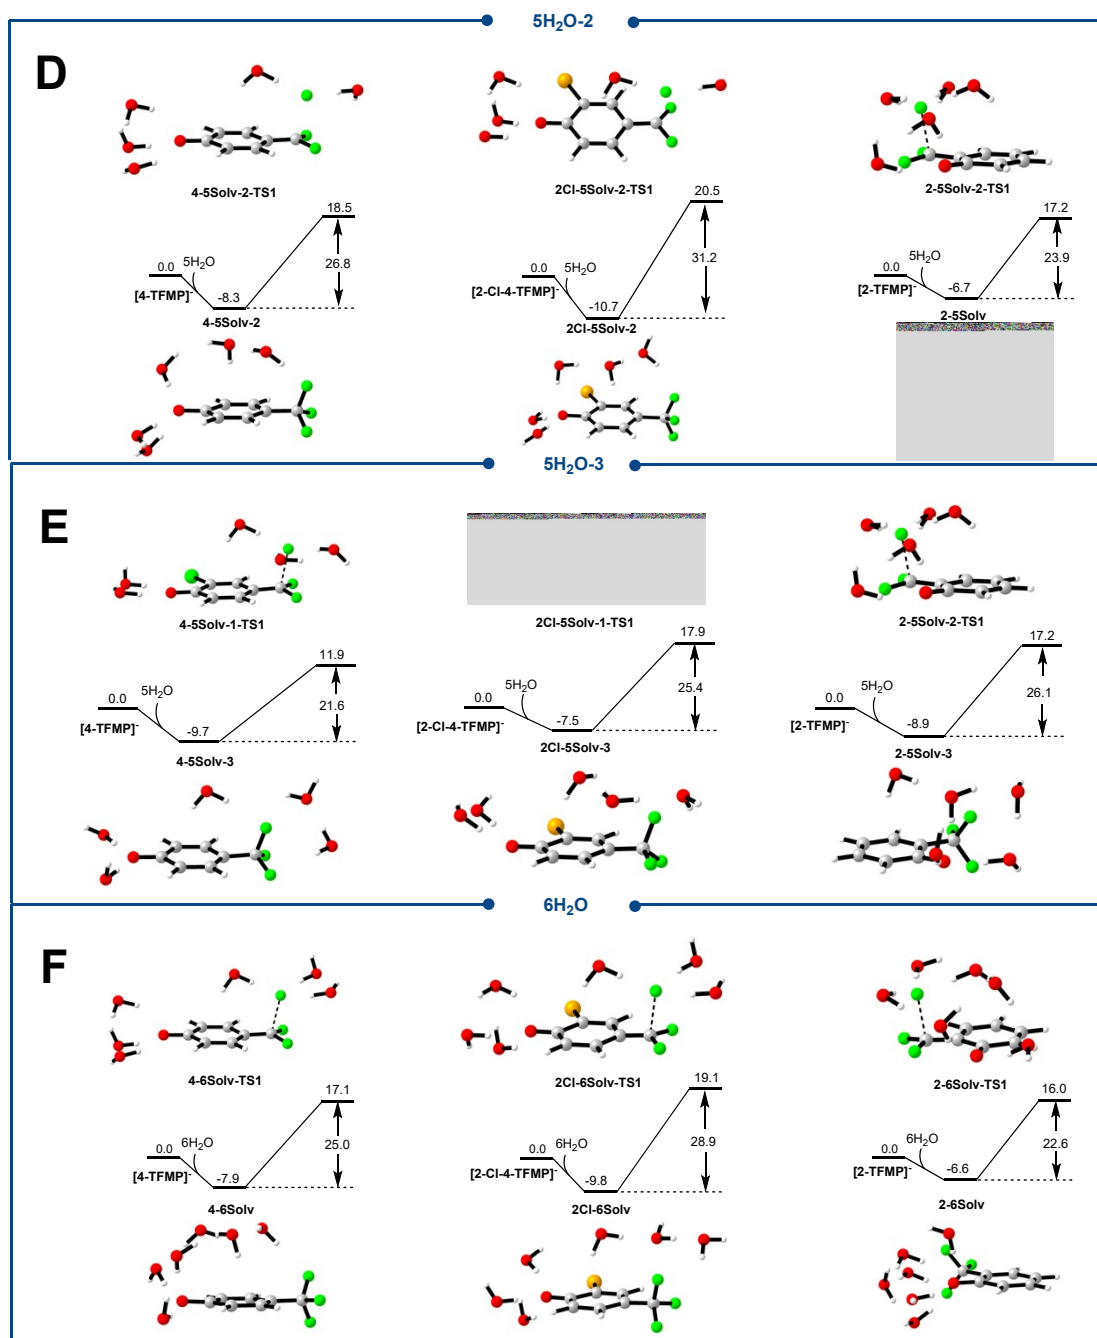 5H₂O-2
D
4-5Solv-2-TS1
2Cl-5Solv-2-TS1
2-5Solv-2-TS1
18.5
20.5
17.2
0.0
5H₂O
26.8
[4-TFMP]⁻
-8.3
4-5Solv-2
0.0
5H₂O
31.2
[2-Cl-4-TFMP]⁻
-10.7
2Cl-5Solv-2
0.0
5H₂O
23.9
[2-TFMP]⁻
-6.7
2-5Solv
5H₂O-3
E
4-5Solv-1-TS1
2Cl-5Solv-1-TS1
2-5Solv-2-TS1
11.9
17.9
17.2
0.0
5H₂O
21.6
[4-TFMP]⁻
-9.7
4-5Solv-3
0.0
5H₂O
25.4
[2-Cl-4-TFMP]⁻
-7.5
2Cl-5Solv-3
0.0
5H₂O
26.1
[2-TFMP]⁻
-8.9
2-5Solv-3
6H₂O
F
4-6Solv-TS1
2Cl-6Solv-TS1
2-6Solv-TS1
17.1
19.1
16.0
0.0
6H₂O
25.0
[4-TFMP]⁻
-7.9
4-6Solv
0.0
6H₂O
28.9
[2-Cl-4-TFMP]⁻
-9.8
2Cl-6Solv
0.0
6H₂O
22.6
[2-TFMP]⁻
-6.6
2-6Solv